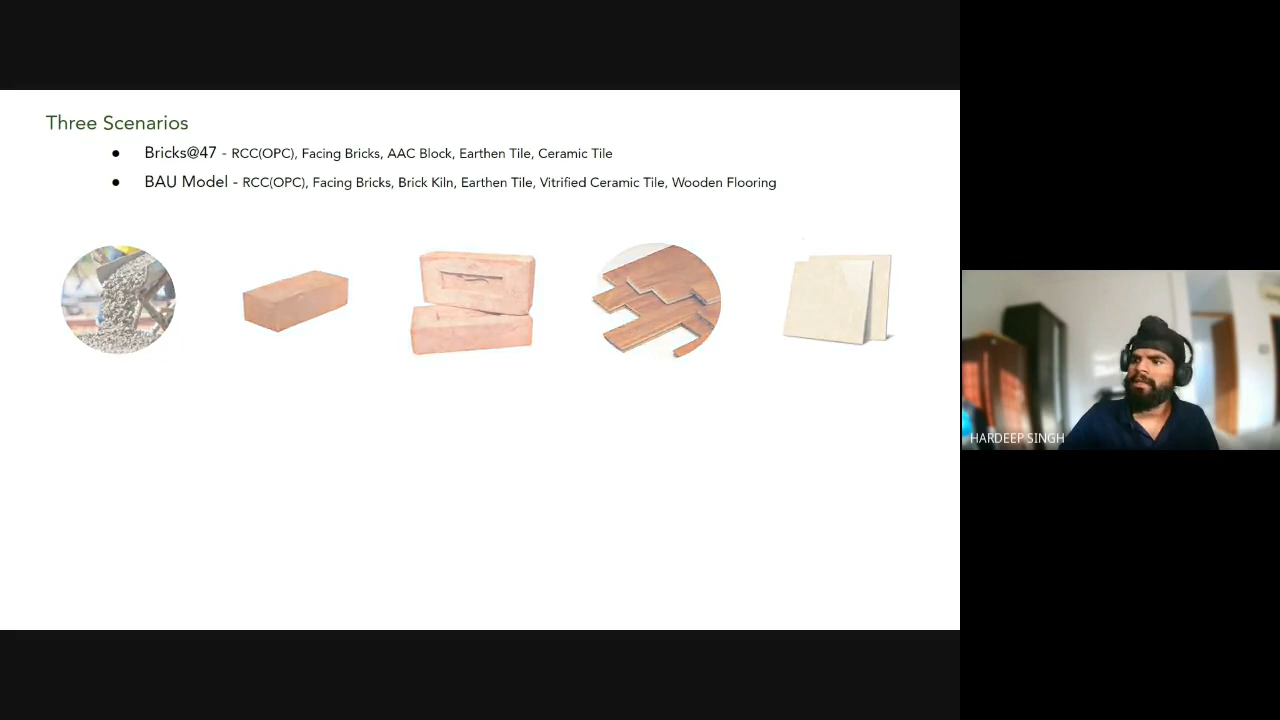 Three Scenarios
● Bricks@47 - RCC(OPC), Facing Bricks, AAC Block, Earthen Tile, Ceramic Tile
● BAU Model - RCC(OPC), Facing Bricks, Brick Kiln, Earthen Tile, Vitrified Ceramic Tile, Wooden Flooring
HARDEEP SINGH